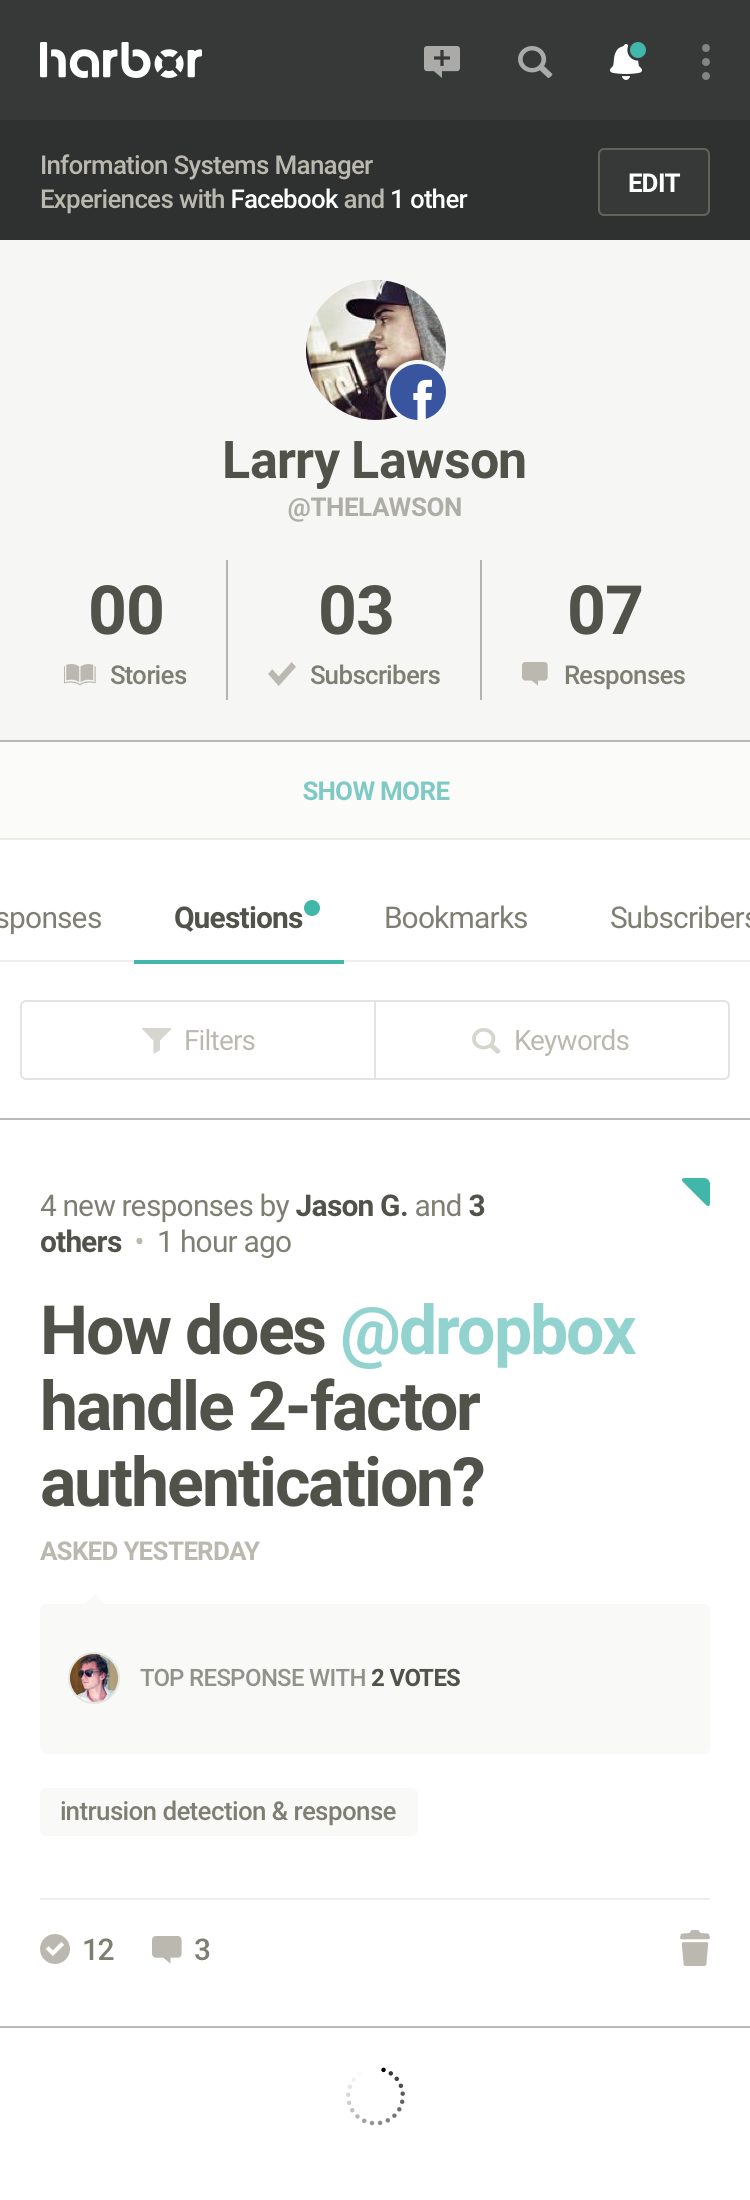 harbor
Information Systems Manager
Experiences with Facebook and 1 other
EDIT
Larry Lawson
@THELAWSON
00
03
07
Stories
Subscribers
Responses
SHOW MORE
sponses
Questions
Bookmarks
Subscribers
Filters
Keywords
4 new responses by Jason G. and 3
others • 1 hour ago
How does @dropbox
handle 2-factor
authentication?
ASKED YESTERDAY
TOP RESPONSE WITH 2 VOTES
intrusion detection & response
12
3